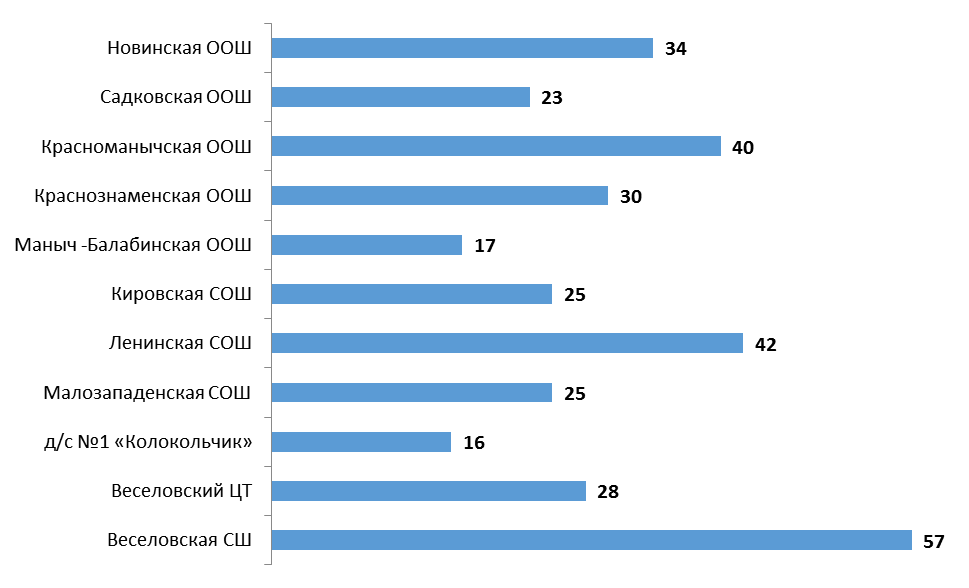 Новинская ООШ 34
Садковская ООШ 23
Красноманычская ООШ 40
Краснознаменская ООШ 30
Маныч -Балабинская ООШ 17
Кировская СОШ 25
Ленинская СОШ 42
Малозападенская СОШ 25
д/с №1 «Колокольчик» 16
Веселовский ЦТ 28
Веселовская СШ 57